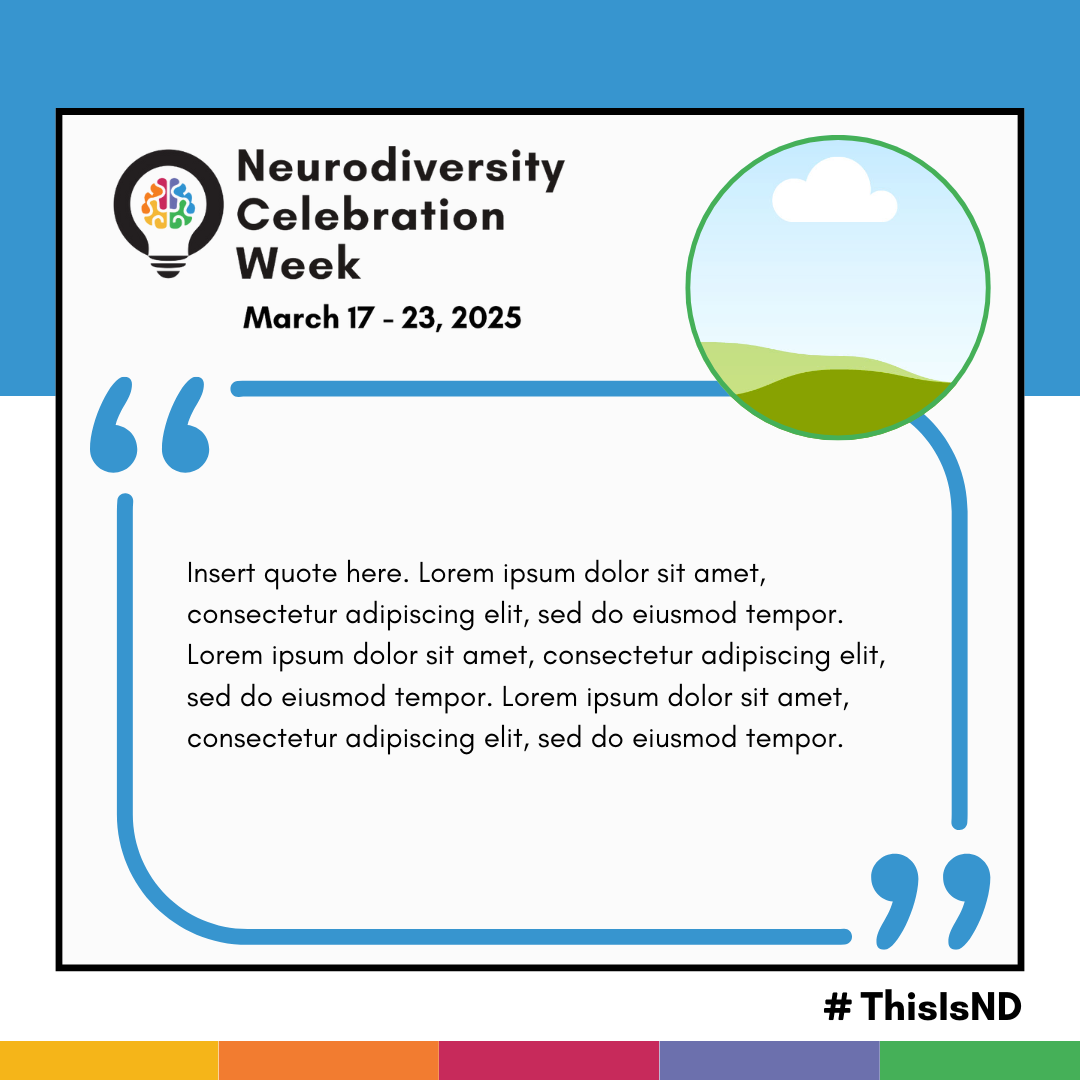 Neurodiversity
Celebration
Week
March 17 - 23, 2025
Insert quote here. Lorem ipsum dolor sit amet,
consectetur adipiscing elit, sed do eiusmod tempor.
Lorem ipsum dolor sit amet, consectetur adipiscing elit,
sed do eiusmod tempor. Lorem ipsum dolor sit amet,
consectetur adipiscing elit, sed do eiusmod tempor.
# ThisIsND